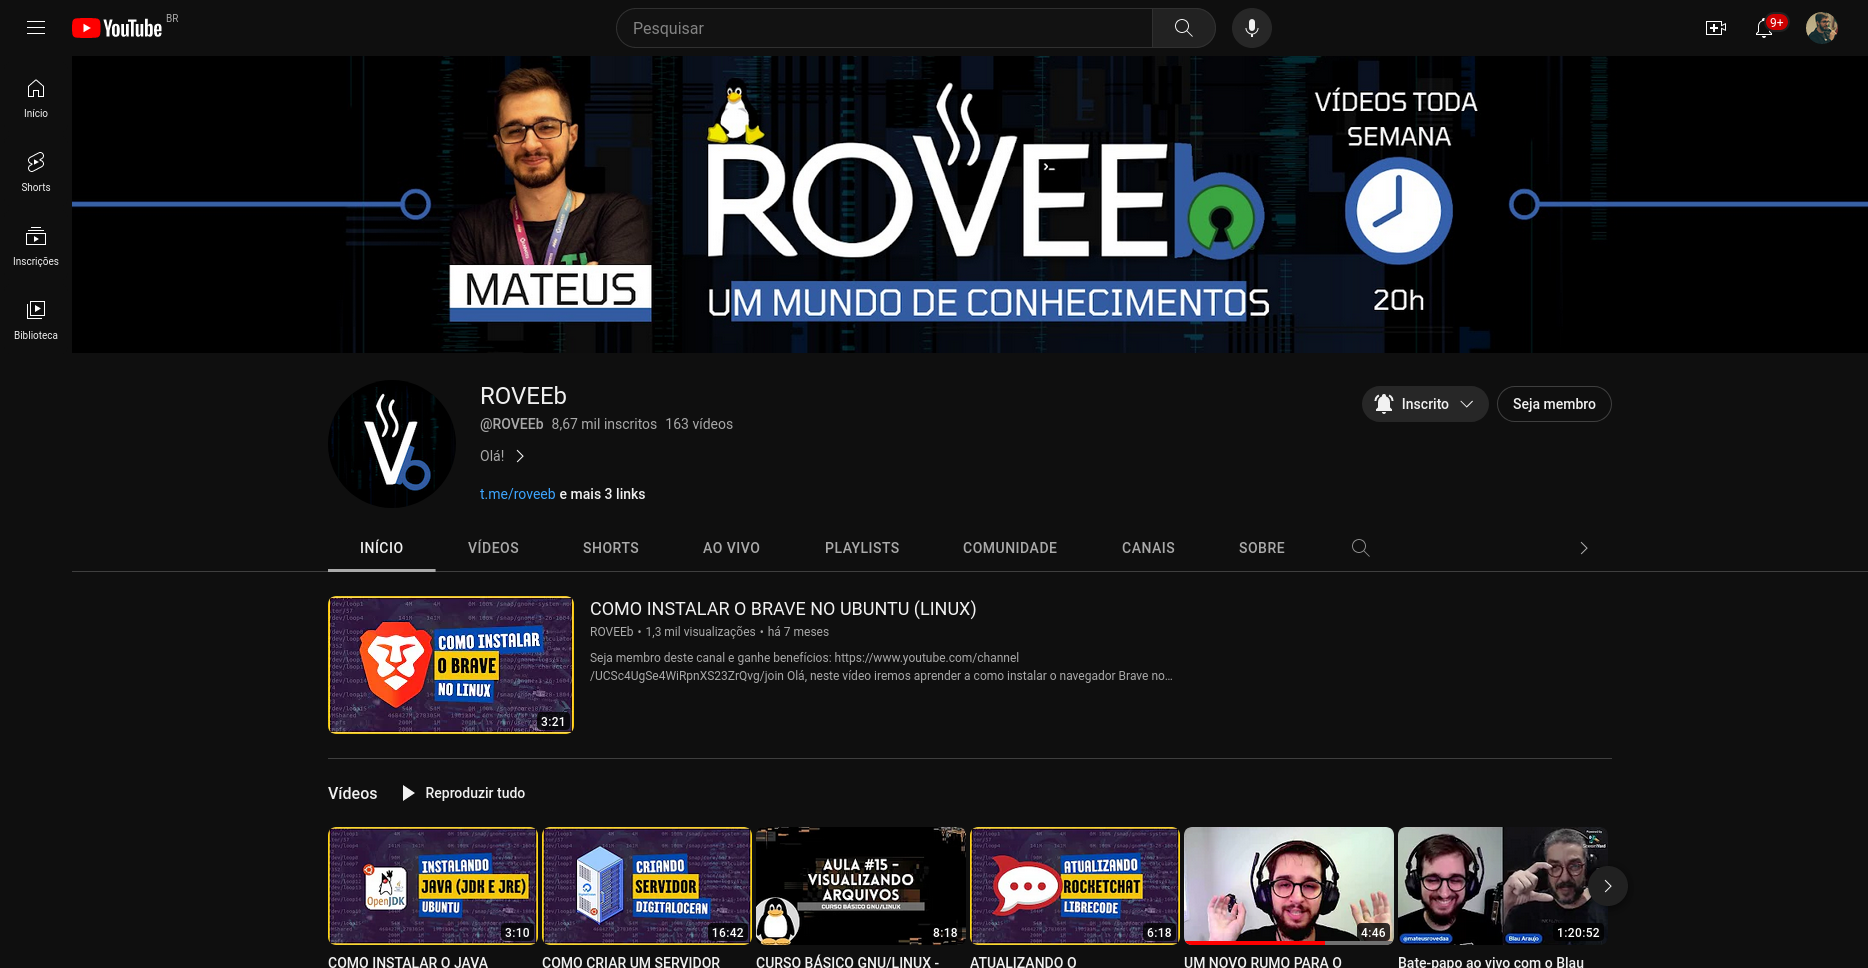 YouTube BR
Pesquisar
9+
Início
Shorts
Inscrições
Biblioteca
MATEUS
ROVEEb
UM MUNDO DE CONHECIMENTOS
VÍDEOS TODA
SEMANA
20h
ROVEEb
@ROVEEb 8,67 mil inscritos 163 vídeos
Olá!
t.me/roveeb e mais 3 links
Inscrito
Seja membro
INÍCIO VÍDEOS SHORTS AO VIVO PLAYLISTS COMUNIDADE CANAIS SOBRE
COMO INSTALAR
O BRAVE
NO LINUX
3:21
COMO INSTALAR O BRAVE NO UBUNTU (LINUX)
ROVEEb • 1,3 mil visualizações • há 7 meses
Seja membro deste canal e ganhe benefícios: https://www.youtube.com/channel
/UCSc4UgSe4WiRpnXS23ZrQvg/join Olá, neste vídeo iremos aprender a como instalar o navegador Brave no...
Vídeos Reproduzir tudo
INSTALANDO
JAVA (JDK E JRE)
UBUNTU
OpenJDK
3:10
CRIANDO
SERVIDOR
DIGITALOCEAN
16:42
AULA #15 -
VISUALIZANDO
ARQUIVOS
CURSO BÁSICO GNU/LINUX
8:18
ATUALIZANDO
ROCKETCHAT
LIBRECODE
6:18
4:46
@mateusrovedaa
Blau Araujo
1:20:52
COMO INSTALAR O JAVA
COMO CRIAR UM SERVIDOR
CURSO BÁSICO GNU/LINUX -
ATUALIZANDO O
UM NOVO RUMO PARA O
Bate-papo ao vivo com o Blau